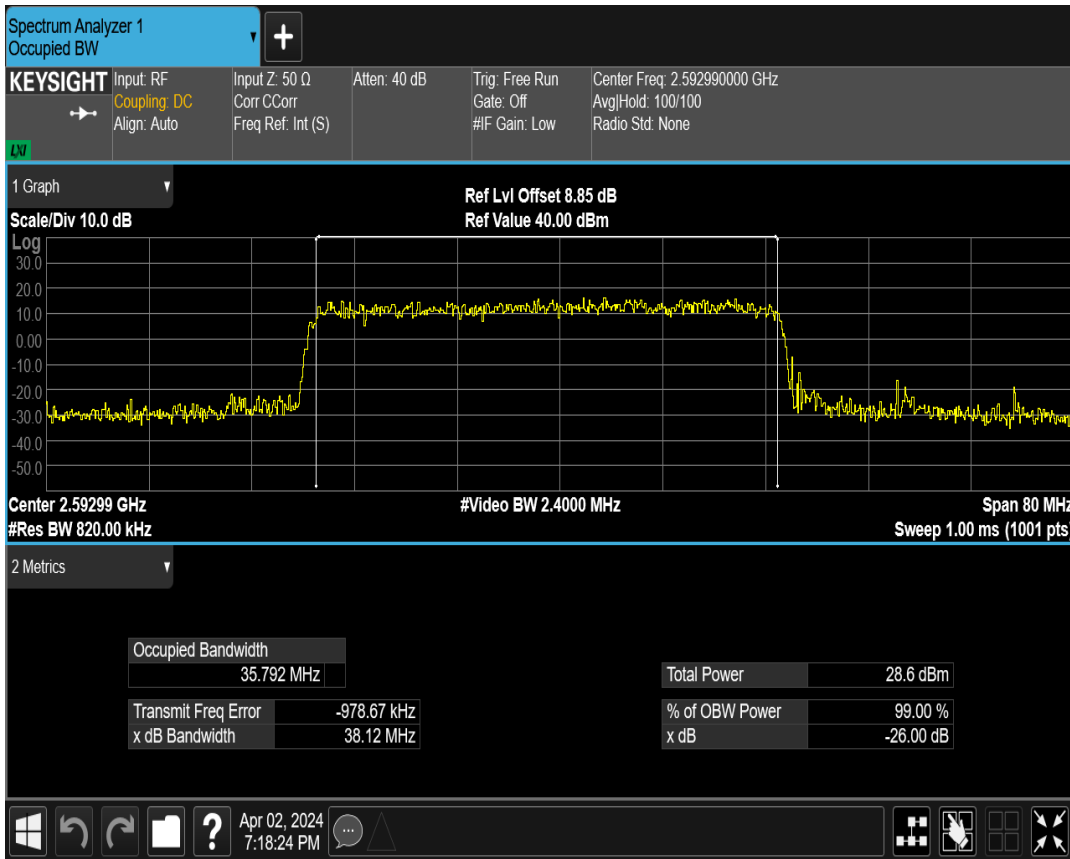 Spectrum Analyzer 1
Occupied BW
+
KEYSIGHT
LXI
Input: RF
Coupling: DC
Align: Auto
Input Z: 50 Ω
Corr CCorr
Freq Ref: Int (S)
Atten: 40 dB
Trig: Free Run
Gate: Off
#IF Gain: Low
Center Freq: 2.592990000 GHz
Avg|Hold: 100/100
Radio Std: None
1 Graph
Ref Lvl Offset 8.85 dB
Scale/Div 10.0 dB
Ref Value 40.00 dBm
Log
30.0
20.0
10.0
0.00
-10.0
-20.0
-30.0
-40.0
-50.0
Center 2.59299 GHz
#Video BW 2.4000 MHz
Span 80 MHz
#Res BW 820.00 kHz
Sweep 1.00 ms (1001 pts)
2 Metrics
Occupied Bandwidth
35.792 MHz
Total Power 28.6 dBm
Transmit Freq Error -978.67 kHz
% of OBW Power 99.00 %
x dB Bandwidth 38.12 MHz
x dB -26.00 dB
?
Apr 02, 2024
7:18:24 PM